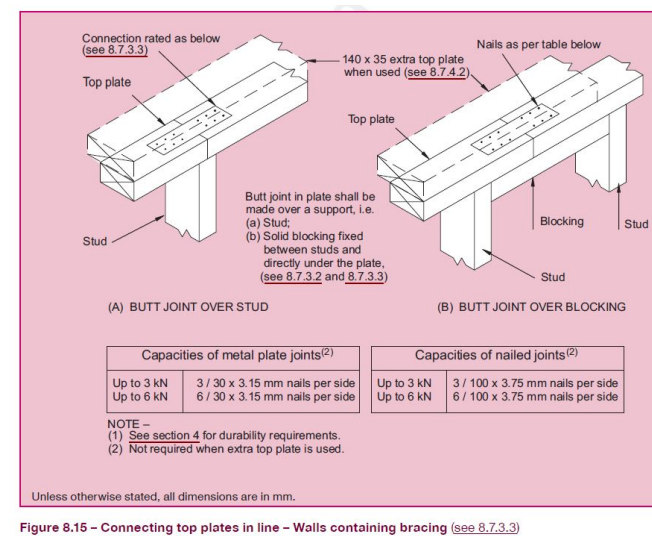 Connection rated as below
(see 8.7.3.3)
Top plate
140 x 35 extra top plate
when used (see 8.7.4.2)
Nails as per table below
Top plate
Butt joint in plate shall be
made over a support, i.e.
(a) Stud;
(b) Solid blocking fixed
between studs and
directly under the plate,
(see 8.7.3.2 and 8.7.3.3)
Stud
Blocking
Stud
Stud
(A) BUTT JOINT OVER STUD
(B) BUTT JOINT OVER BLOCKING
Capacities of metal plate joints(2)
Up to 3 kN 3 / 30 x 3.15 mm nails per side
Up to 6 kN 6 / 30 x 3.15 mm nails per side
Capacities of nailed joints(2)
Up to 3 kN 3 / 100 x 3.75 mm nails per side
Up to 6 kN 6 / 100 x 3.75 mm nails per side
NOTE –
(1) See section 4 for durability requirements.
(2) Not required when extra top plate is used.
Unless otherwise stated, all dimensions are in mm.
Figure 8.15 – Connecting top plates in line – Walls containing bracing (see 8.7.3.3)